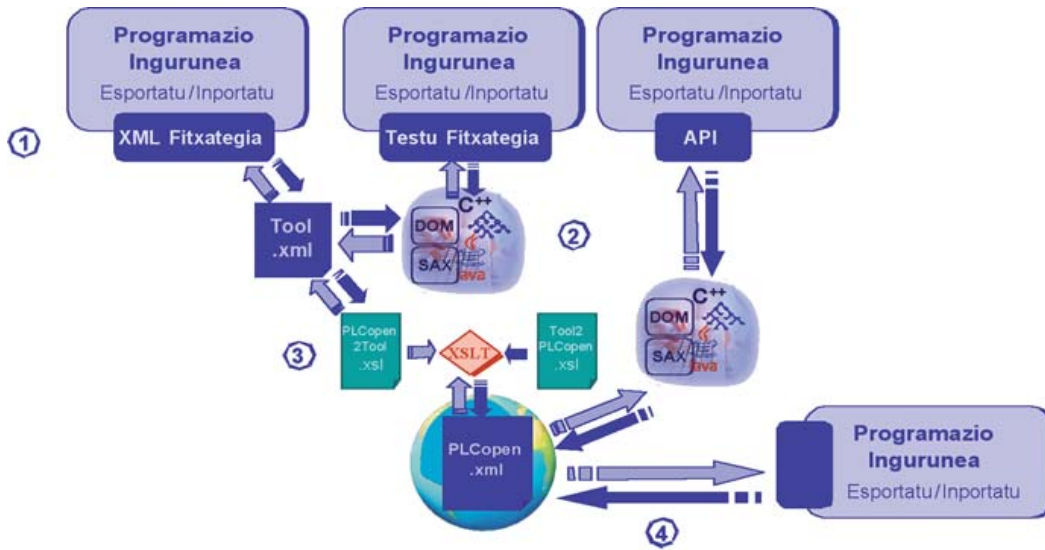 Programazio
Ingurunea
Esportatu/Inportatu
XML Fitxategia
Programazio
Ingurunea
Esportatu/Inportatu
Testu Fitxategia
Programazio
Ingurunea
Esportatu/Inportatu
API
1
Tool
.xml
C++
DOM
SAX
Java
2
C++
DOM
SAX
Java
3
PLCopen
2Tool
.xsl
XSLT
Tool2
PLCopen
.xsl
PLCopen
.xml
Programazio
Ingurunea
Esportatu/Inportatu
4